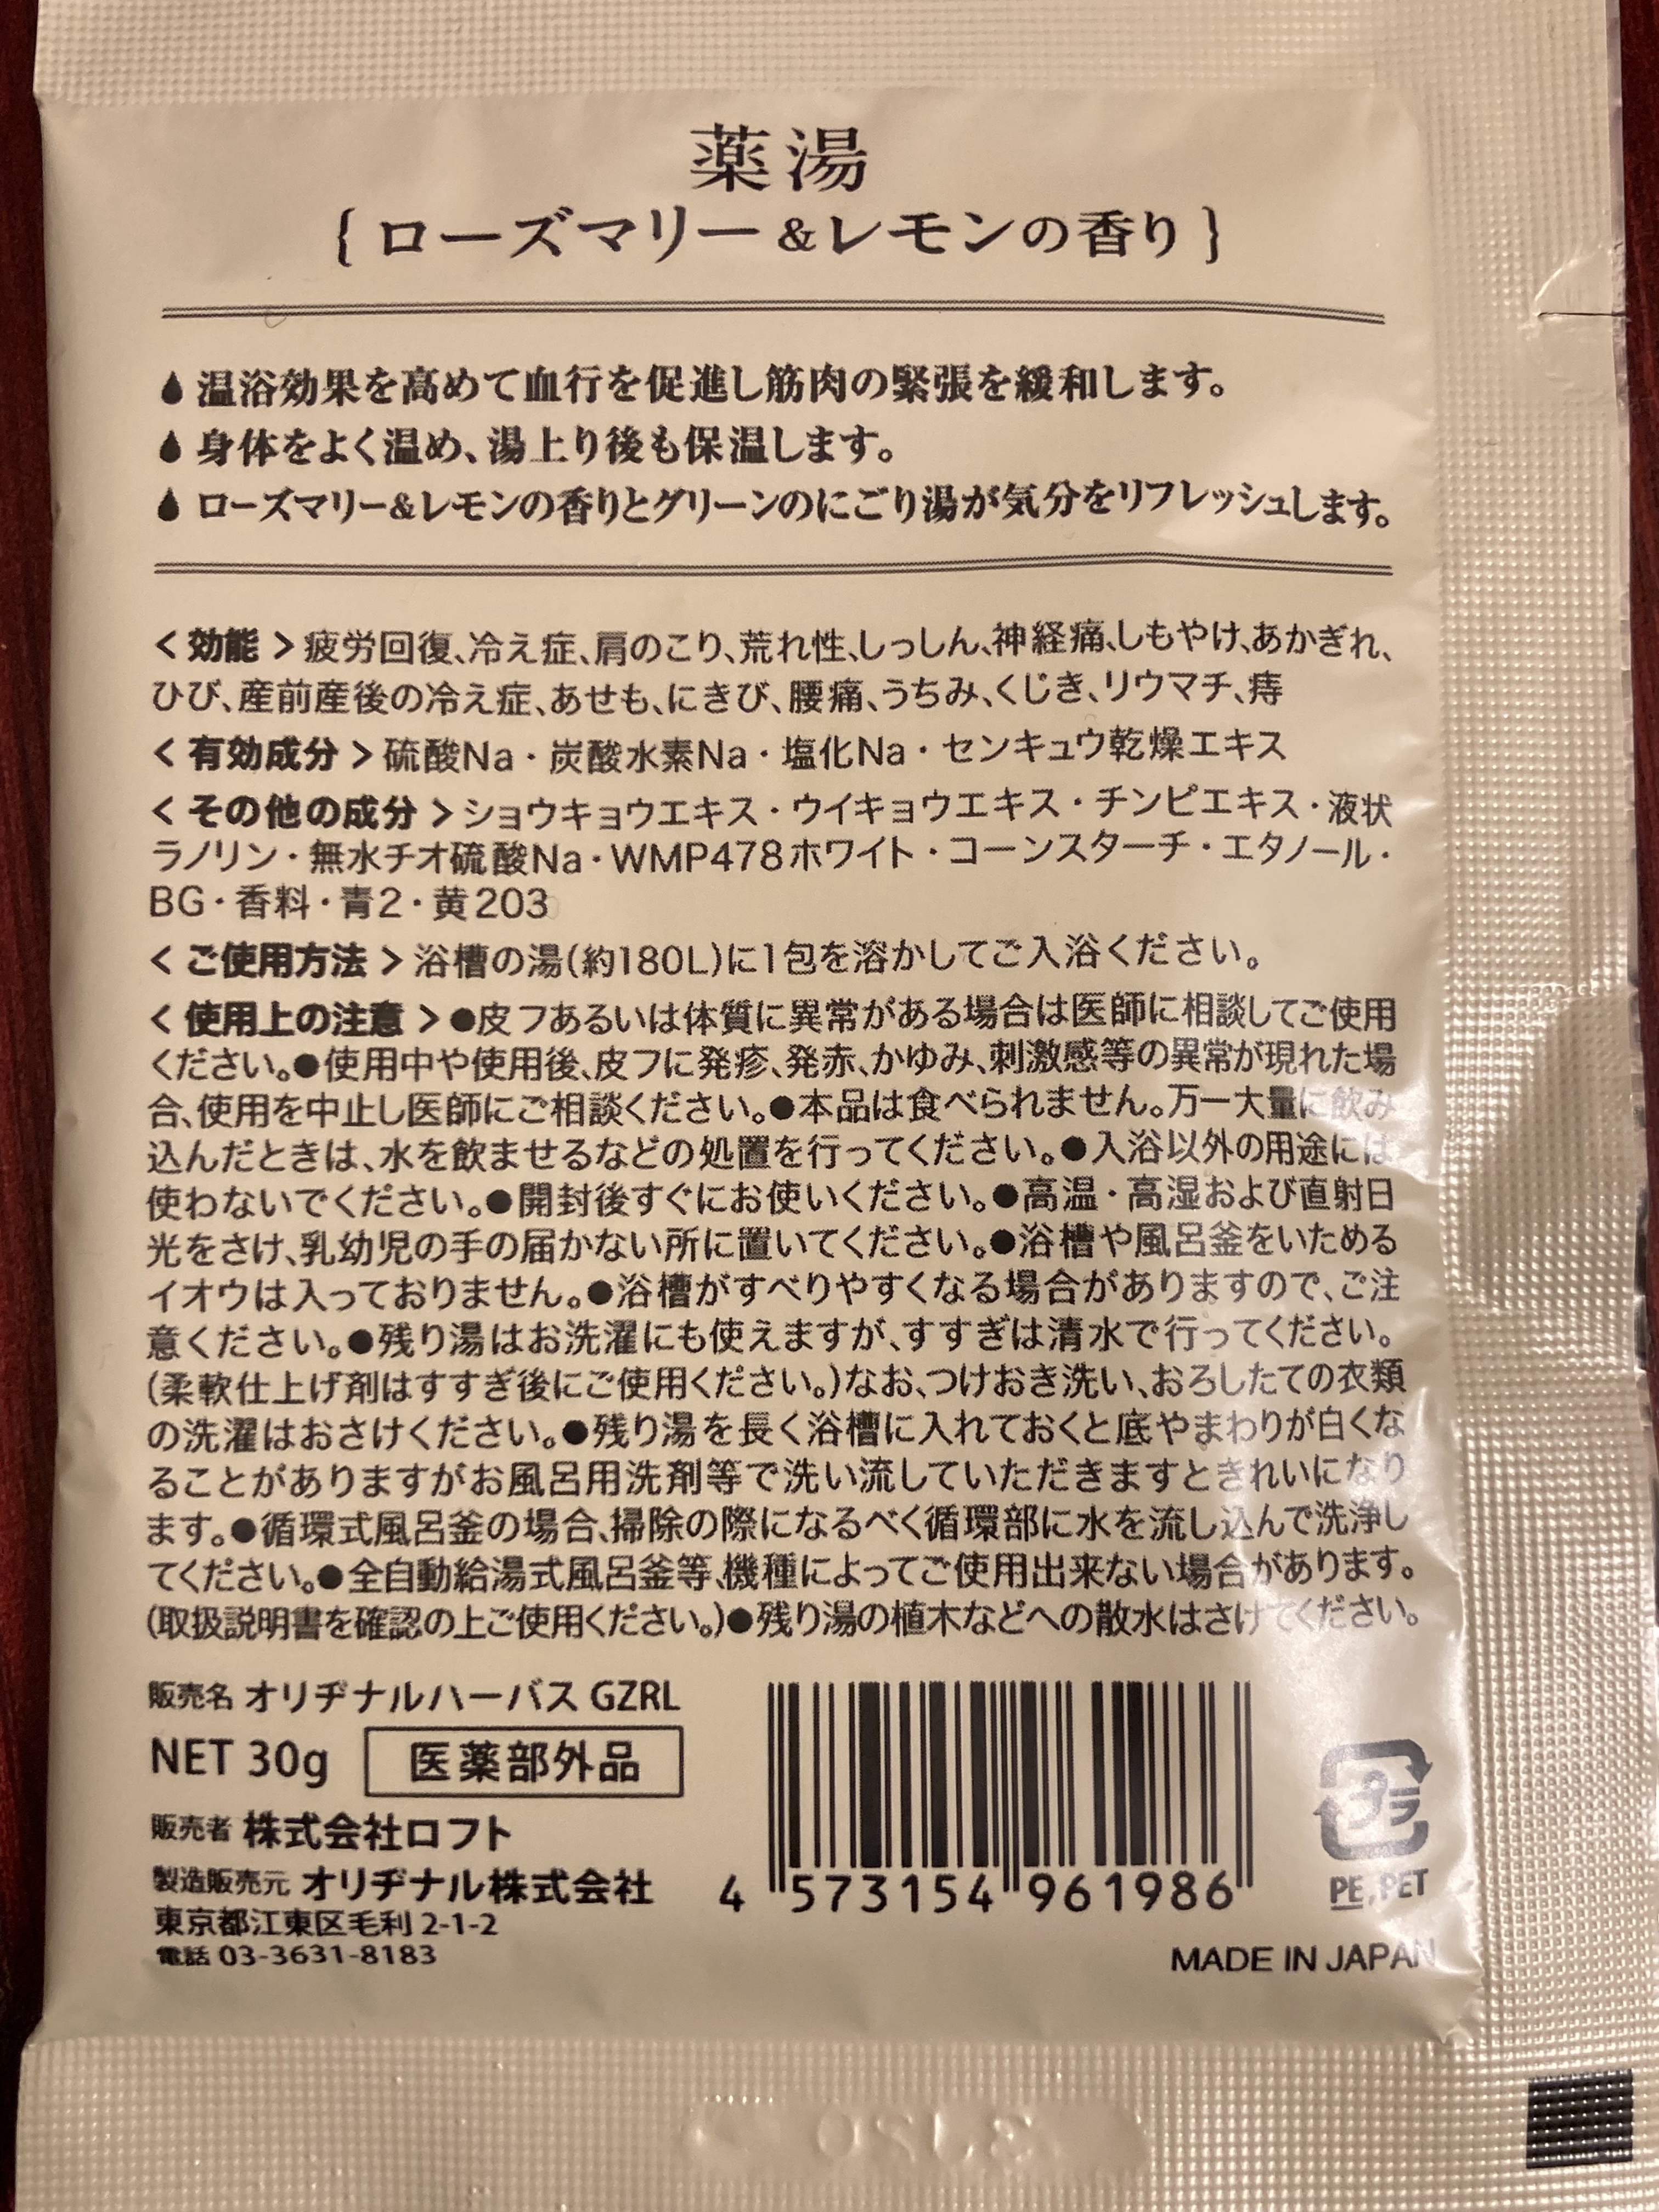 薬湯
{ ローズマリー&レモンの香り }
温浴効果を高めて血行を促進し筋肉の緊張を緩和します。
身体をよく温め、湯上り後も保温します。
ローズマリー&レモンの香りとグリーンのにごり湯が気分をリフレッシュします。
<効能>疲労回復、冷え症、肩のこり、荒れ性、しっしん、神経痛、しもやけ、あかぎれ、
ひび、産前産後の冷え症、あせも、にきび、腰痛、うちみ、くじき、リウマチ、痔
<有効成分>硫酸Na・炭酸水素Na・塩化Na・センキュウ乾燥エキス
<その他の成分>ショウキョウエキス・ウイキョウエキス・チンピエキス・液状
ラノリン・無水チオ硫酸Na・WMP478ホワイト・コーンスターチ・エタノール・
BG・香料・青2・黄203
<ご使用方法>浴槽の湯(約180L)に1包を溶かしてご入浴ください。
<使用上の注意>●皮フあるいは体質に異常がある場合は医師に相談してご使用
ください。●使用中や使用後、皮フに発疹、発赤、かゆみ、刺激感等の異常が現れた場
合、使用を中止し医師にご相談ください。●本品は食べられません。万一大量に飲み
込んだときは、水を飲ませるなどの処置を行ってください。●入浴以外の用途には
使わないでください。●開封後すぐにお使いください。●高温・高湿および直射日
光をさけ、乳幼児の手の届かない所に置いてください。●浴槽や風呂釜をいためる
イオウは入っておりません。●浴槽がすべりやすくなる場合がありますので、ご注
意ください。●残り湯はお洗濯にも使えますが、すすぎは清水で行ってください。
(柔軟仕上げ剤はすすぎ後にご使用ください。)なお、つけおき洗い、おろしたての衣類
の洗濯はおさけください。●残り湯を長く浴槽に入れておくと底やまわりが白くな
ることがありますがお風呂用洗剤等で洗い流していただきますときれいになり
ます。●循環式風呂釜の場合、掃除の際になるべく循環部に水を流し込んで洗浄し
てください。●全自動給湯式風呂釜等、機種によってご使用出来ない場合があります。
(取扱説明書を確認の上ご使用ください。)●残り湯の植木などへの散水はさけてください。
販売名 オリヂナルハーバス GZRL
NET 30g 医薬部外品
販売者 株式会社ロフト
製造販売元 オリヂナル株式会社
東京都江東区毛利 2-1-2
電話 03-3631-8183
4 573154 961986
プラ
PE, PET
MADE IN JAPAN